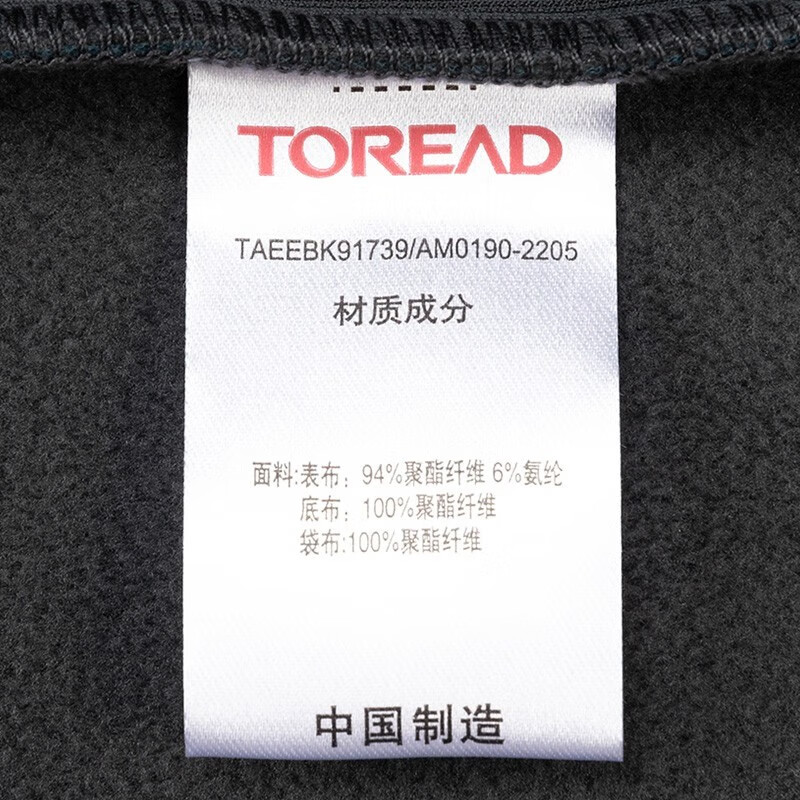 TOREAD
TAEEBK91739/AM0190-2205
材质成分
面料:表布：94%聚酯纤维 6%氨纶
底布：100%聚酯纤维
袋布:100%聚酯纤维
中国制造